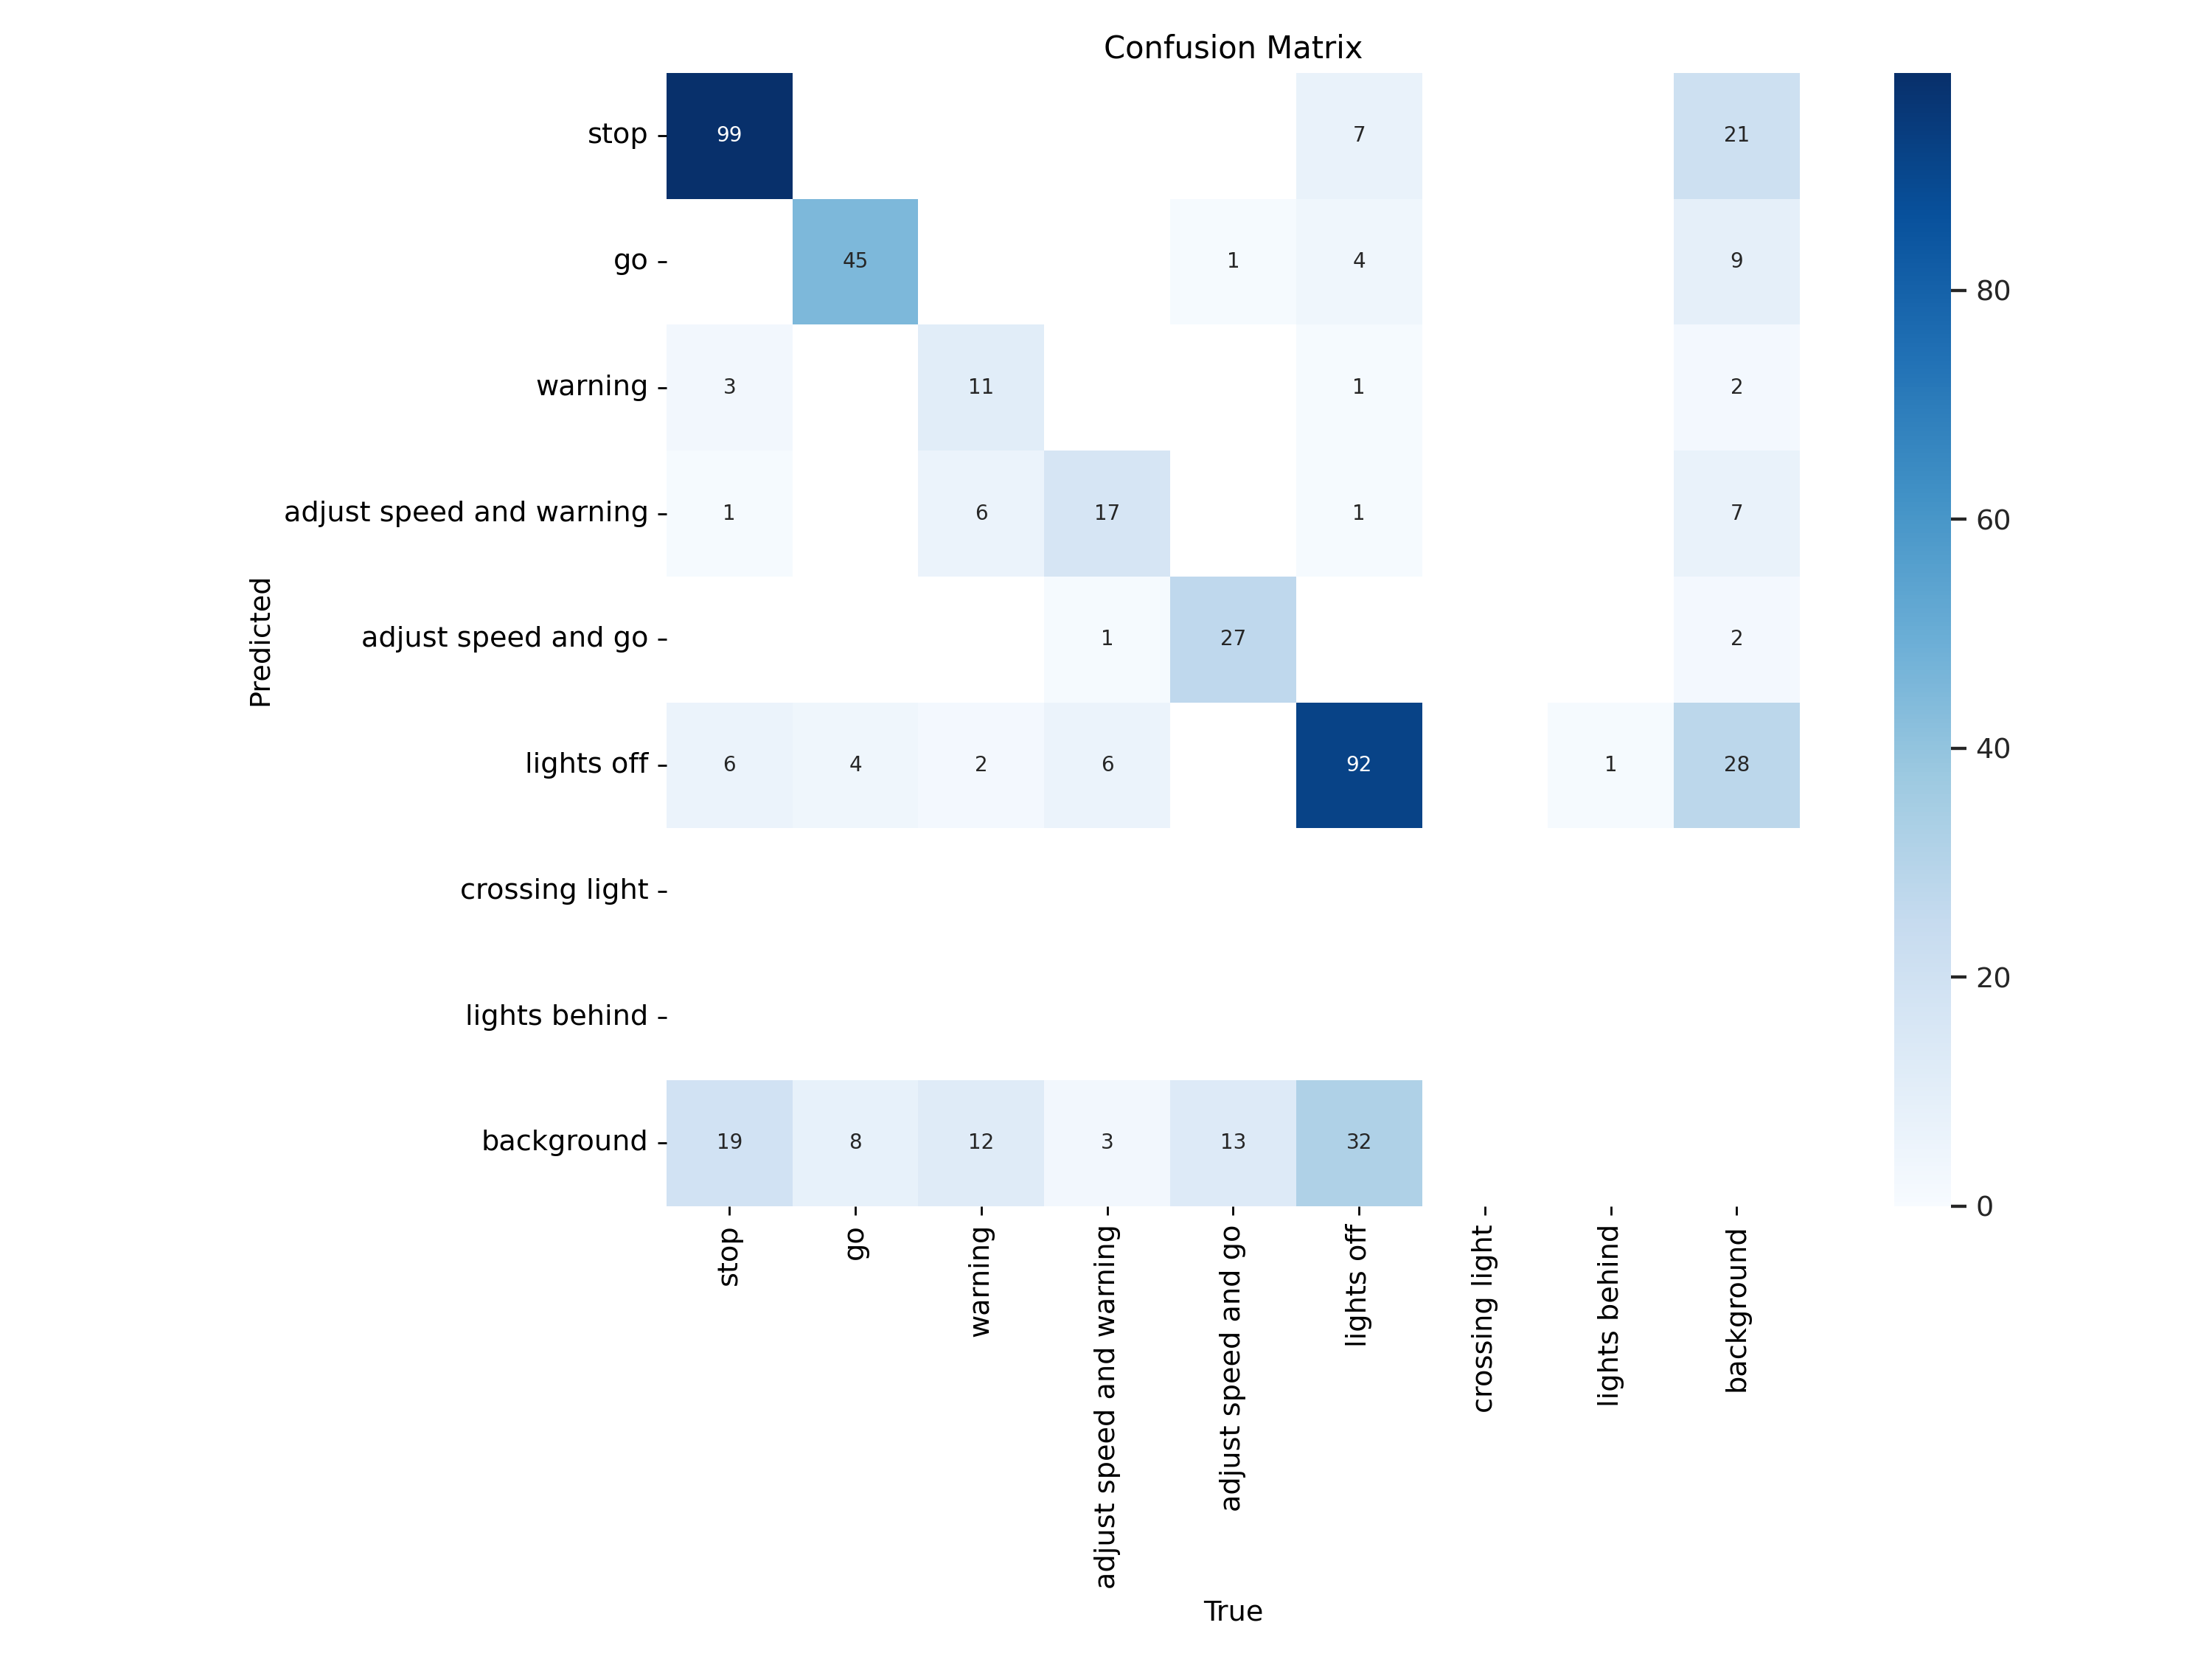 Confusion Matrix
stop 99 7 21
go 45 1 4 9
warning 3 11 1 2
adjust speed and warning 1 6 17 1 7
adjust speed and go 1 27 2
lights off 6 4 2 6 92 1 28
crossing light
lights behind
background 19 8 12 3 13 32
Predicted
stop
go
warning
adjust speed and warning
adjust speed and go
lights off
crossing light
lights behind
background
True
80
60
40
20
0